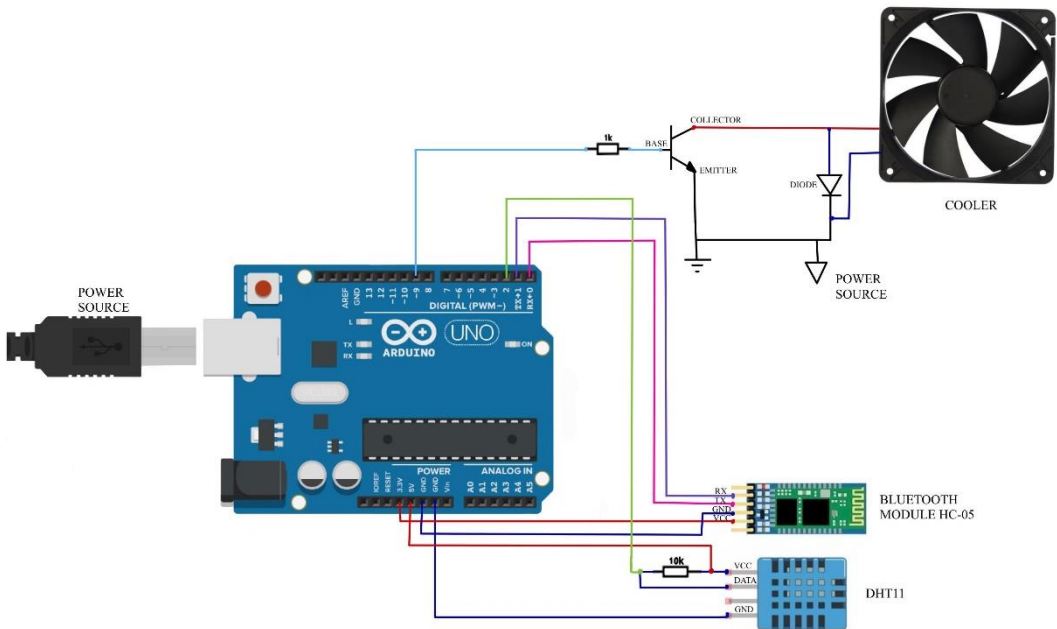 1k
COLLECTOR
BASE
EMITTER
DIODE
COOLER
POWER
SOURCE
POWER
SOURCE
AREF
GND
13
12
~11
~10
~9
8
7
~6
~5
4
~3
2
TX→1
RX←0
DIGITAL (PWM~)
L
TX
RX
ARDUINO
UNO
ON
POWER
ANALOG IN
IOREF
RESET
3.3V
5V
GND
GND
Vin
A0
A1
A2
A3
A4
A5
RX
TX
GND
VCC
BLUETOOTH
MODULE HC-05
10k
VCC
DATA
GND
DHT11